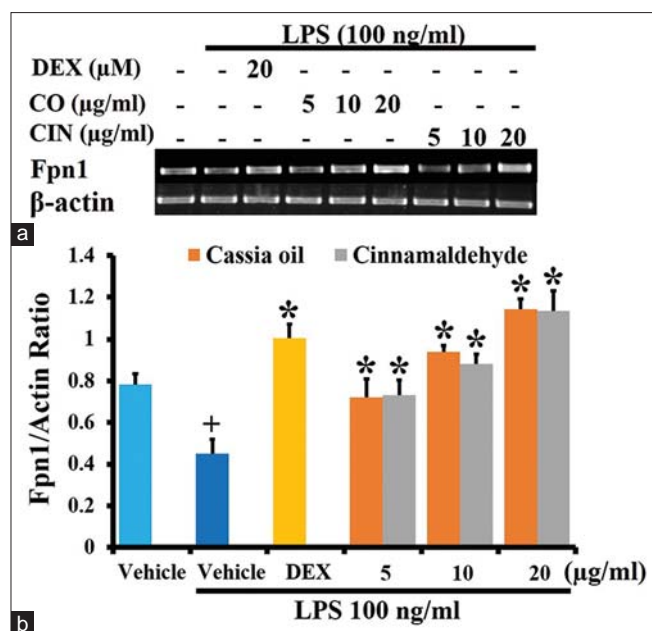 LPS (100 ng/ml)
DEX (μM) - - 20 - - - - - -
CO (μg/ml) - - - 5 10 20 - - -
CIN (μg/ml) - - - - - - 5 10 20
Fpn1
β-actin
a
1.4
1.2
1
0.8
0.6
0.4
0.2
0
Fpn1/Actin Ratio
Cassia oil Cinnamaldehyde
+
* * * * * * *
Vehicle Vehicle DEX 5 10 20 (μg/ml)
LPS 100 ng/ml
b